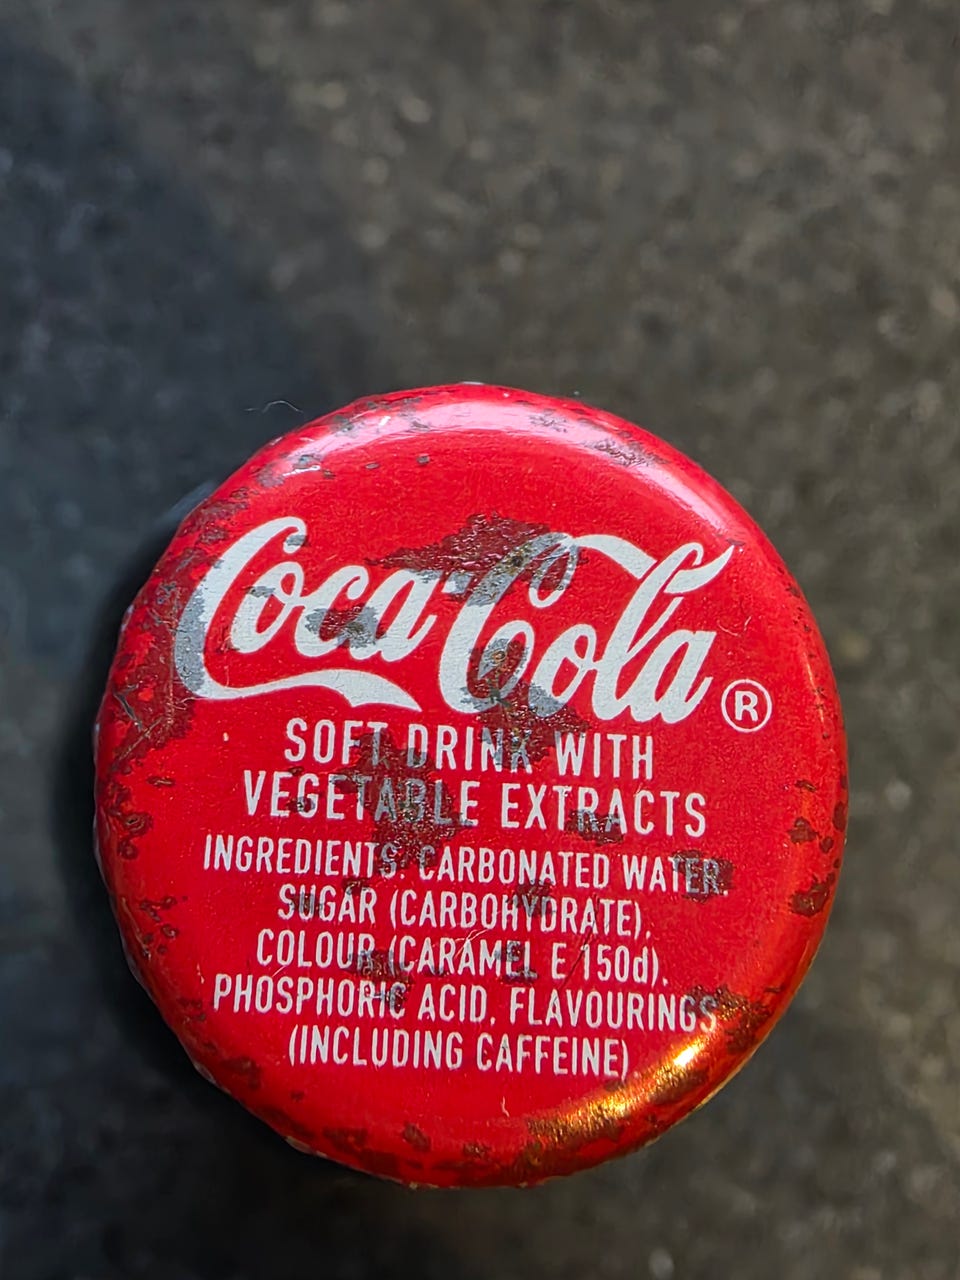 Coca-Cola ®
SOFT DRINK WITH
VEGETABLE EXTRACTS
INGREDIENTS: CARBONATED WATER,
SUGAR (CARBOHYDRATE),
COLOUR (CARAMEL E 150d),
PHOSPHORIC ACID, FLAVOURINGS
(INCLUDING CAFFEINE)